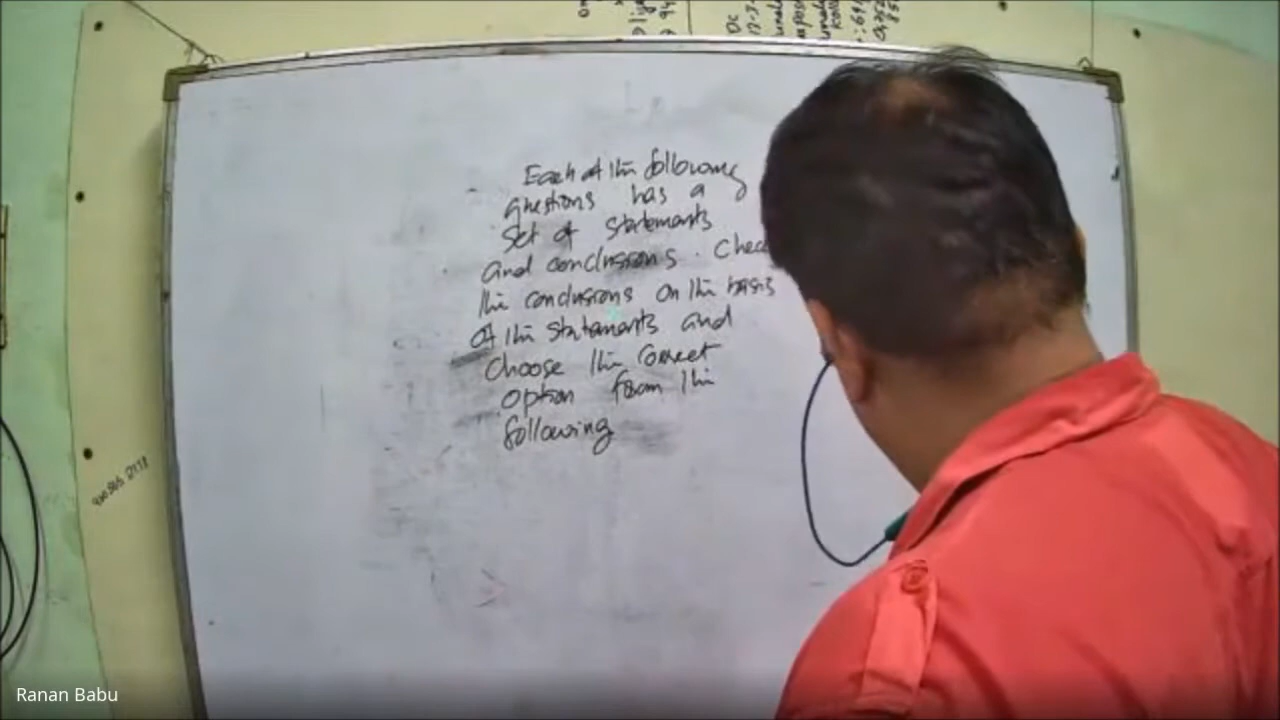 Each of the following
questions has a
set of statements
and conclusions. Chec
the conclusions on the basis
of the statements and
choose the correct
option from the
following
Ranan Babu